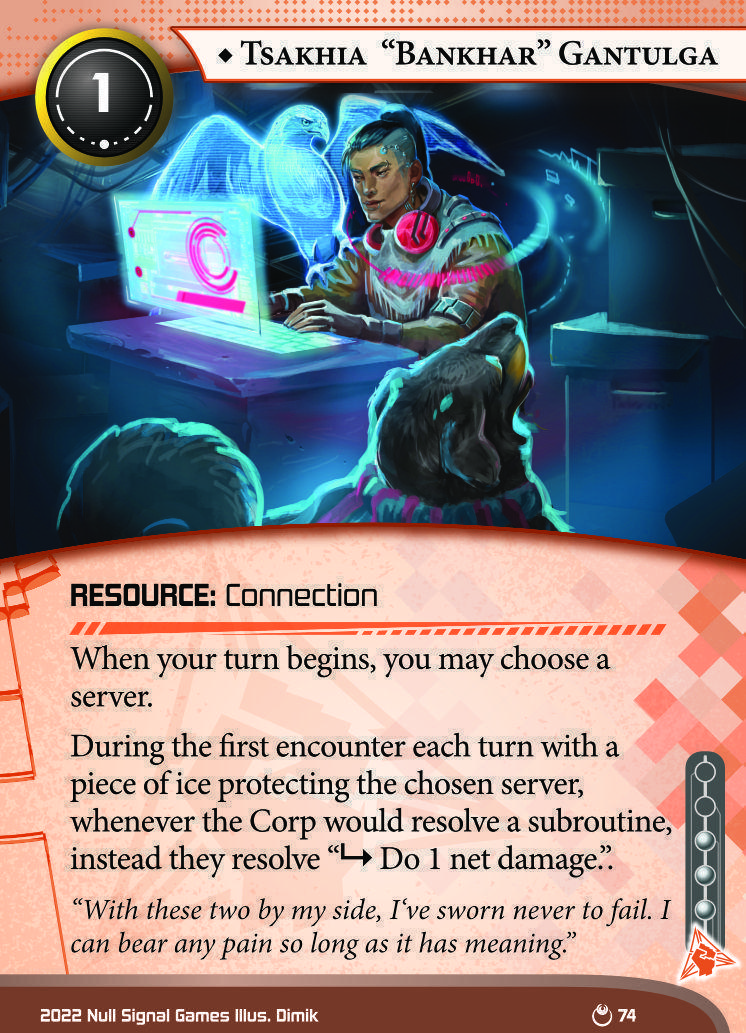 1
◆ Tsakhia “Bankhar” Gantulga
RESOURCE: Connection
When your turn begins, you may choose a
server.
During the first encounter each turn with a
piece of ice protecting the chosen server,
whenever the Corp would resolve a subroutine,
instead they resolve “↳ Do 1 net damage.”.
“With these two by my side, I‘ve sworn never to fail. I
can bear any pain so long as it has meaning.”
2022 Null Signal Games Illus. Dimik
74